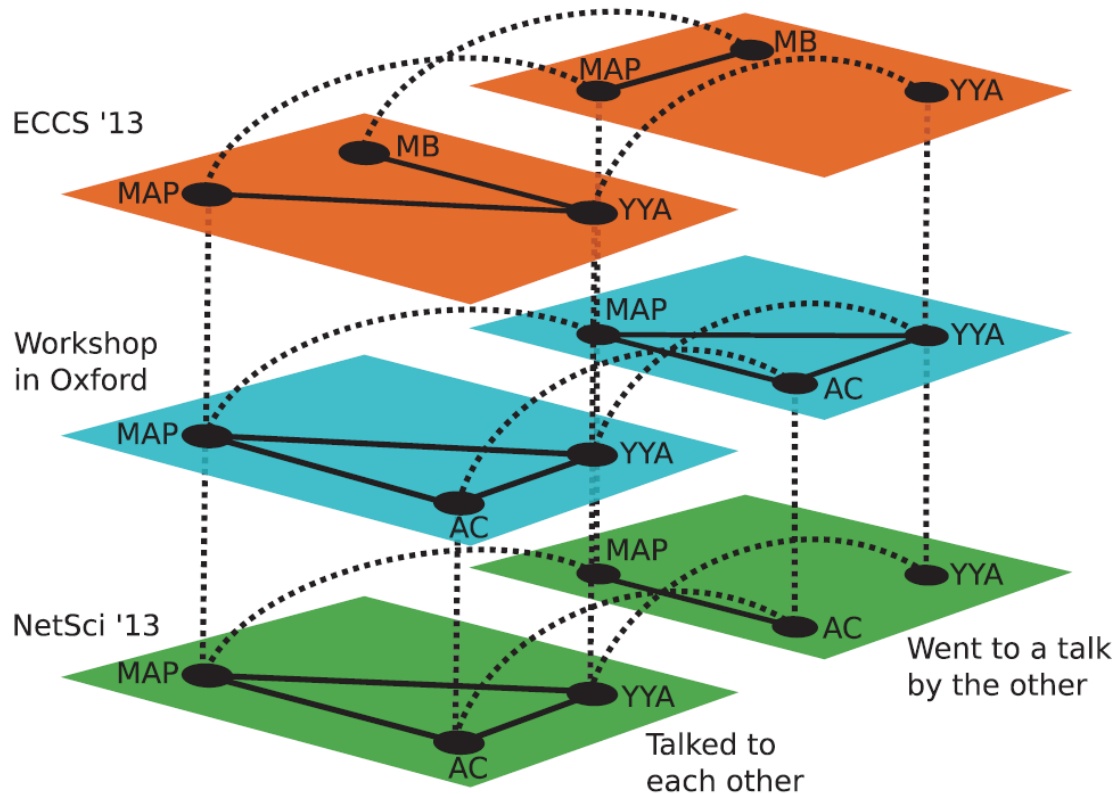 MB
MAP
YYA
ECCS '13
MB
MAP
YYA
MAP
YYA
Workshop
in Oxford
AC
MAP
YYA
AC
MAP
YYA
NetSci '13
AC
MAP
YYA
Went to a talk
by the other
AC
Talked to
each other